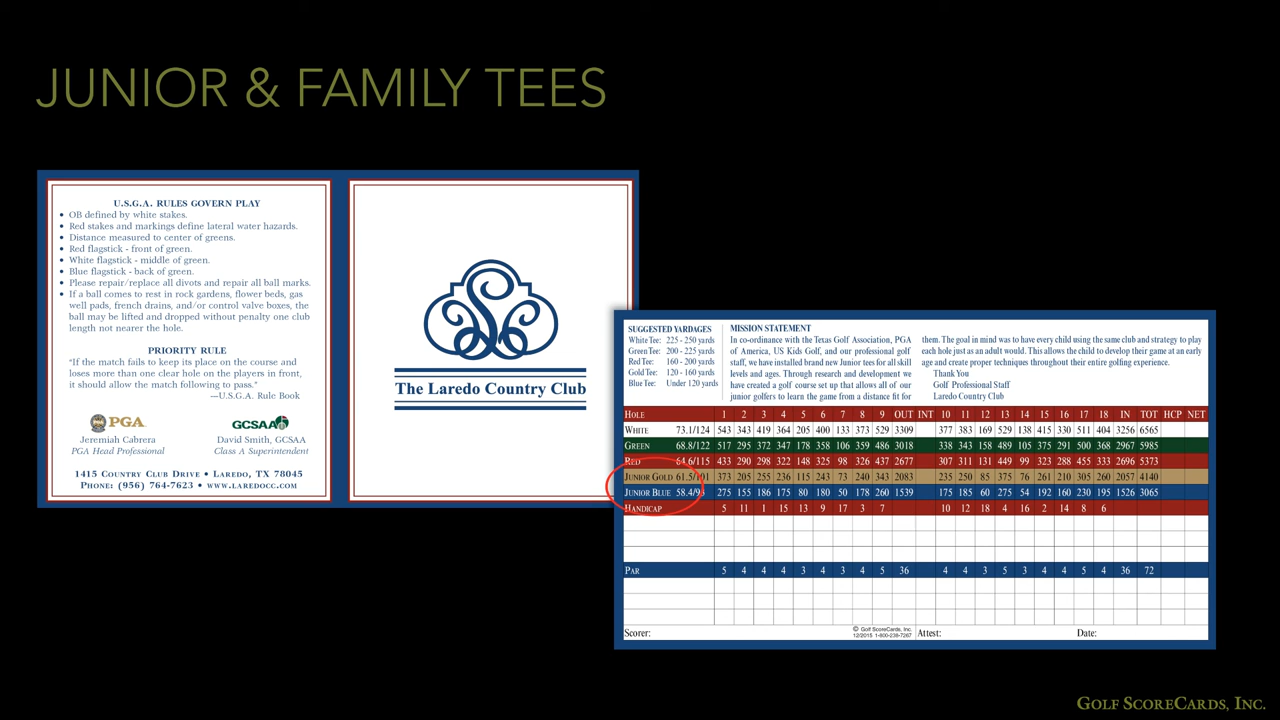 JUNIOR & FAMILY TEES
U.S.G.A. RULES GOVERN PLAY
• OB defined by white stakes.
• Red stakes and markings define lateral water hazards.
• Distance measured to center of greens.
• Red flagstick - front of green.
• White flagstick - middle of green.
• Blue flagstick - back of green.
• Please repair/replace all divots and repair all ball marks.
• If a ball comes to rest in rock gardens, flower beds, gas
well pads, french drains, and/or control valve boxes, the
ball may be lifted and dropped without penalty one club
length not nearer the hole.
PRIORITY RULE
"If the match fails to keep its place on the course and
loses more than one clear hole on the players in front,
it should allow the match following to pass."
—U.S.G.A. Rule Book
PGA
Jeremiah Cabrera
PGA Head Professional
GCSAA
David Smith, GCSAA
Class A Superintendent
1415 Country Club Drive • Laredo, TX 78045
Phone: (956) 764-7623 • www.laredocc.com
The Laredo Country Club
SUGGESTED YARDAGES
White Tee: 225 - 250 yards
Green Tee: 200 - 225 yards
Red Tee: 160 - 200 yards
Gold Tee: 120 - 160 yards
Blue Tee: Under 120 yards
MISSION STATEMENT
In co-ordinance with the Texas Golf Association, PGA
of America, US Kids Golf, and our professional golf
staff, we have installed brand new Junior tees for all skill
levels and ages. Through research and development we
have created a golf course set up that allows all of our
junior golfers to learn the game from a distance fit for
them. The goal in mind was to have every child using the same club and strategy to play
each hole just as an adult would. This allows the child to develop their game at an early
age and create proper techniques throughout their entire golfing experience.
Thank You
Golf Professional Staff
Laredo Country Club
Hole 1 2 3 4 5 6 7 8 9 OUT INT 10 11 12 13 14 15 16 17 18 IN TOT HCP NET
White 73.1/124 543 343 419 364 205 400 133 373 529 3309 377 383 169 529 138 415 330 511 404 3256 6565
Green 68.8/122 517 295 372 347 178 358 106 359 486 3018 338 343 158 489 105 375 291 500 368 2967 5985
Red 64.6/115 433 290 298 322 148 325 98 326 437 2677 307 311 131 449 99 323 288 455 333 2696 5373
Junior Gold 61.5/101 373 205 255 236 115 243 73 240 343 2083 235 250 85 375 76 261 210 305 260 2057 4140
Junior Blue 275 155 186 175 80 180 50 178 260 1539 175 185 60 275 54 192 160 230 195 1526 3065
Handicap 5 11 1 15 13 9 17 3 7 10 12 18 4 16 2 14 8 6
Par 5 4 4 4 3 4 3 4 5 36 4 4 3 5 3 4 4 5 4 36 72
Scorer: © Golf ScoreCards, Inc. Attest: Date:
12/2015 1-800-238-7267
Golf ScoreCards, Inc.